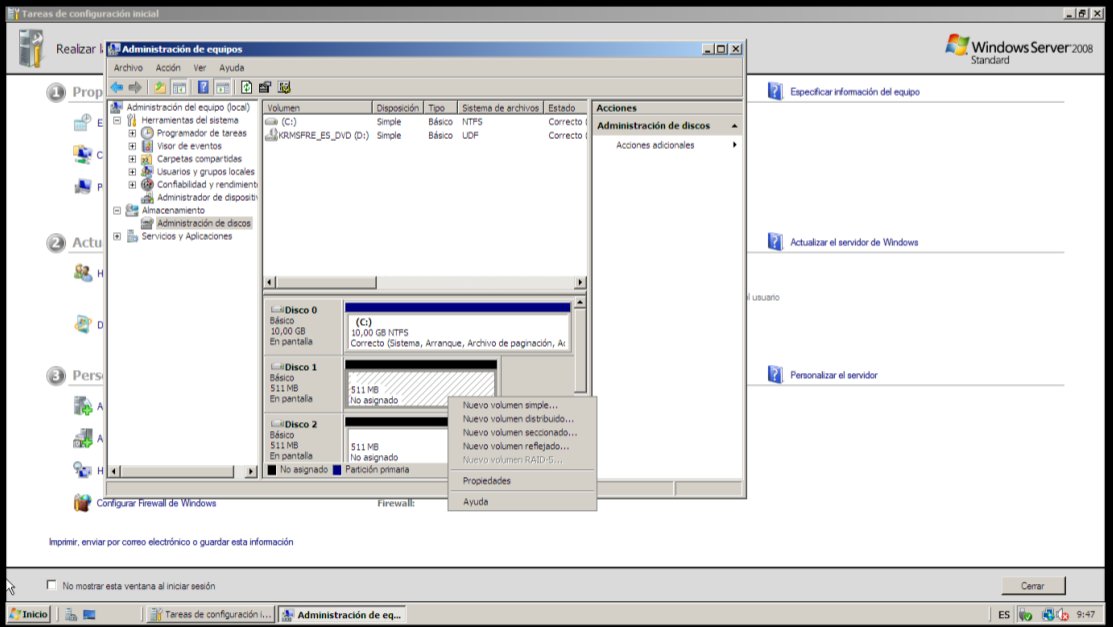 Tareas de configuración inicial
Realizar l
Windows Server 2008
Standard
Administración de equipos
Archivo Acción Ver Ayuda
Administración del equipo (local)
Herramientas del sistema
Programador de tareas
Visor de eventos
Carpetas compartidas
Usuarios y grupos locales
Confiabilidad y rendimient
Administrador de dispositiv
Almacenamiento
Administración de discos
Servicios y Aplicaciones
Volumen Disposición Tipo Sistema de archivos Estado
(C:) Simple Básico NTFS Correcto (
KRMSFRE_ES_DVD (D:) Simple Básico UDF Correcto (
Acciones
Administración de discos
Acciones adicionales
Disco 0
Básico
10,00 GB
En pantalla
(C:)
10,00 GB NTFS
Correcto (Sistema, Arranque, Archivo de paginación, Ac
Disco 1
Básico
511 MB
En pantalla
511 MB
No asignado
Disco 2
Básico
511 MB
En pantalla
511 MB
No asignado
No asignado Partición primaria
Nuevo volumen simple...
Nuevo volumen distribuido...
Nuevo volumen seccionado...
Nuevo volumen reflejado...
Nuevo volumen RAID-5...
Propiedades
Ayuda
1 Prop
E
C
P
Especificar información del equipo
2 Actu
H
D
Actualizar el servidor de Windows
l usuario
3 Pers
A
A
H
Personalizar el servidor
Configurar Firewall de Windows Firewall:
Imprimir, enviar por correo electrónico o guardar esta información
No mostrar esta ventana al iniciar sesión
Cerrar
Inicio Tareas de configuración i... Administración de eq... ES 9:47